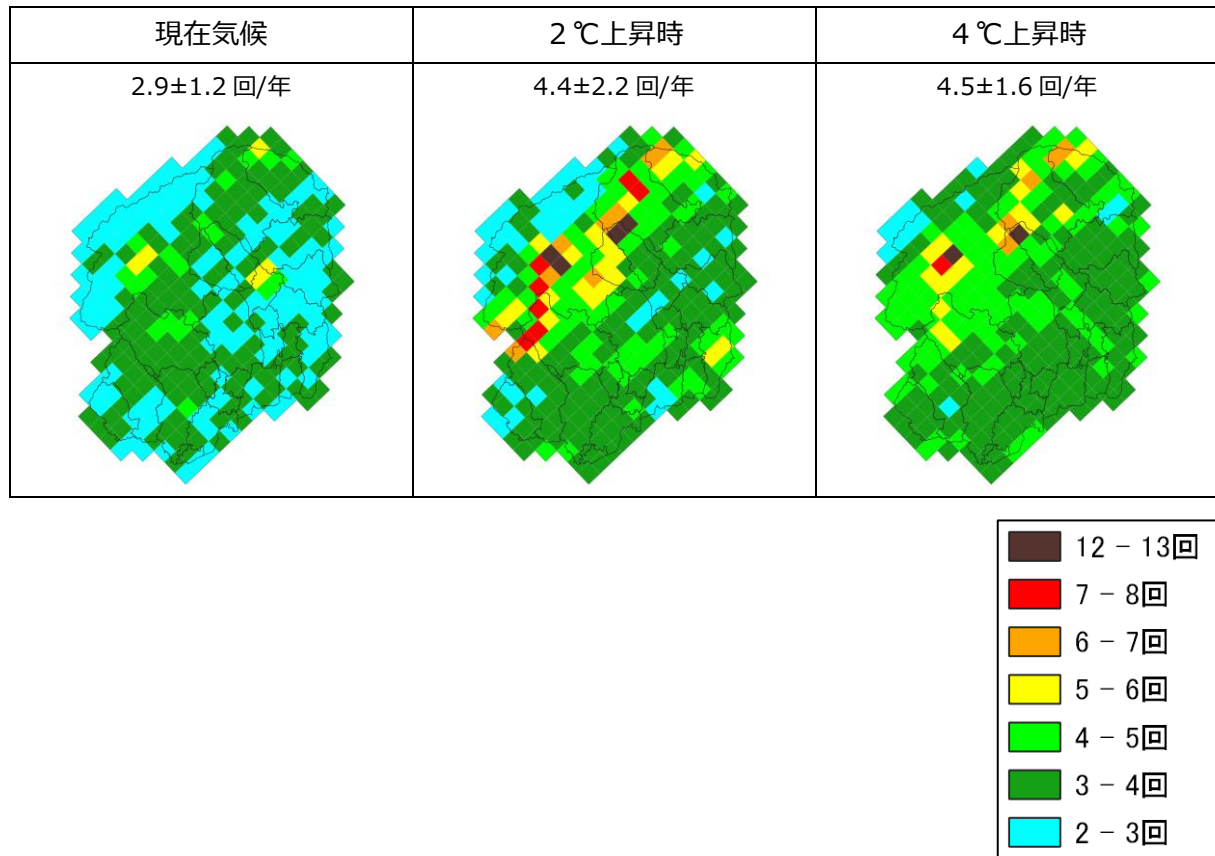 現在気候
2℃上昇時
4℃上昇時
2.9±1.2 回/年
4.4±2.2 回/年
4.5±1.6 回/年
12 - 13回
7 - 8回
6 - 7回
5 - 6回
4 - 5回
3 - 4回
2 - 3回